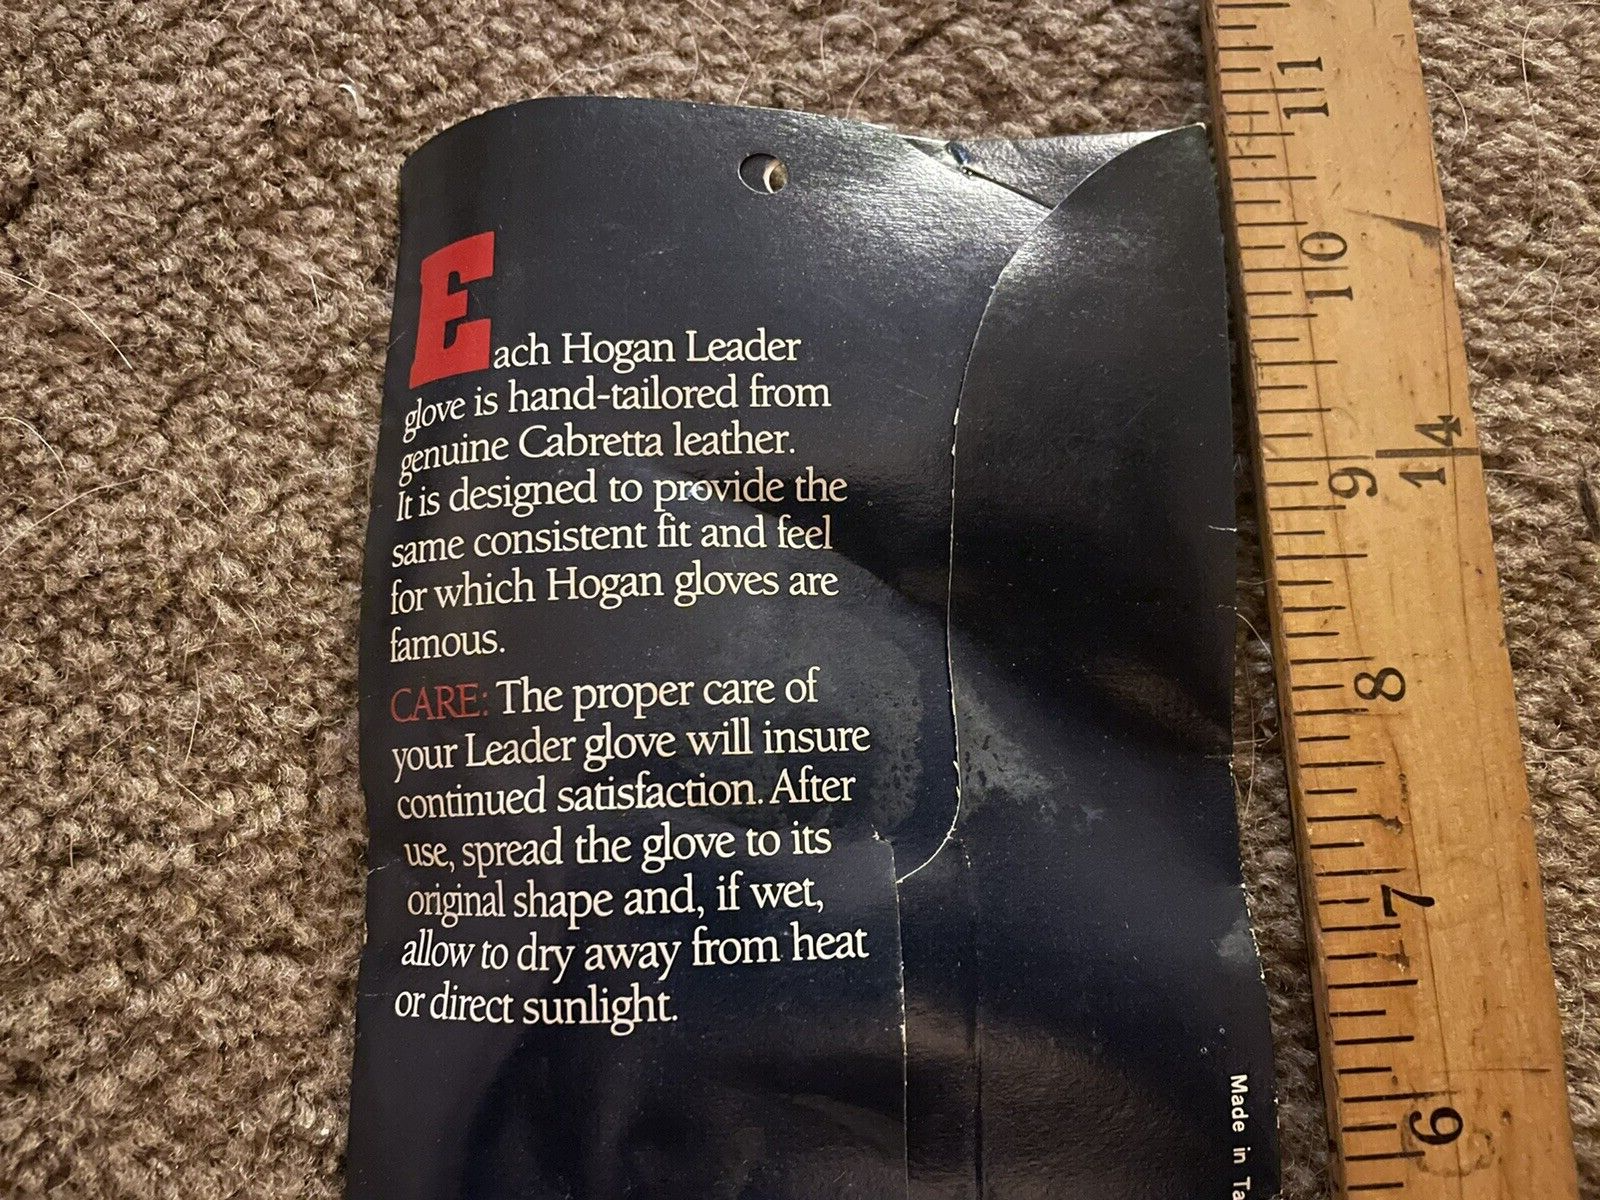 Each Hogan Leader
glove is hand-tailored from
genuine Cabretta leather.
It is designed to provide the
same consistent fit and feel
for which Hogan gloves are
famous.
CARE: The proper care of
your Leader glove will insure
continued satisfaction. After
use, spread the glove to its
original shape and, if wet,
allow to dry away from heat
or direct sunlight.
Made in Ta
11
10
9
1/4
8
7
6